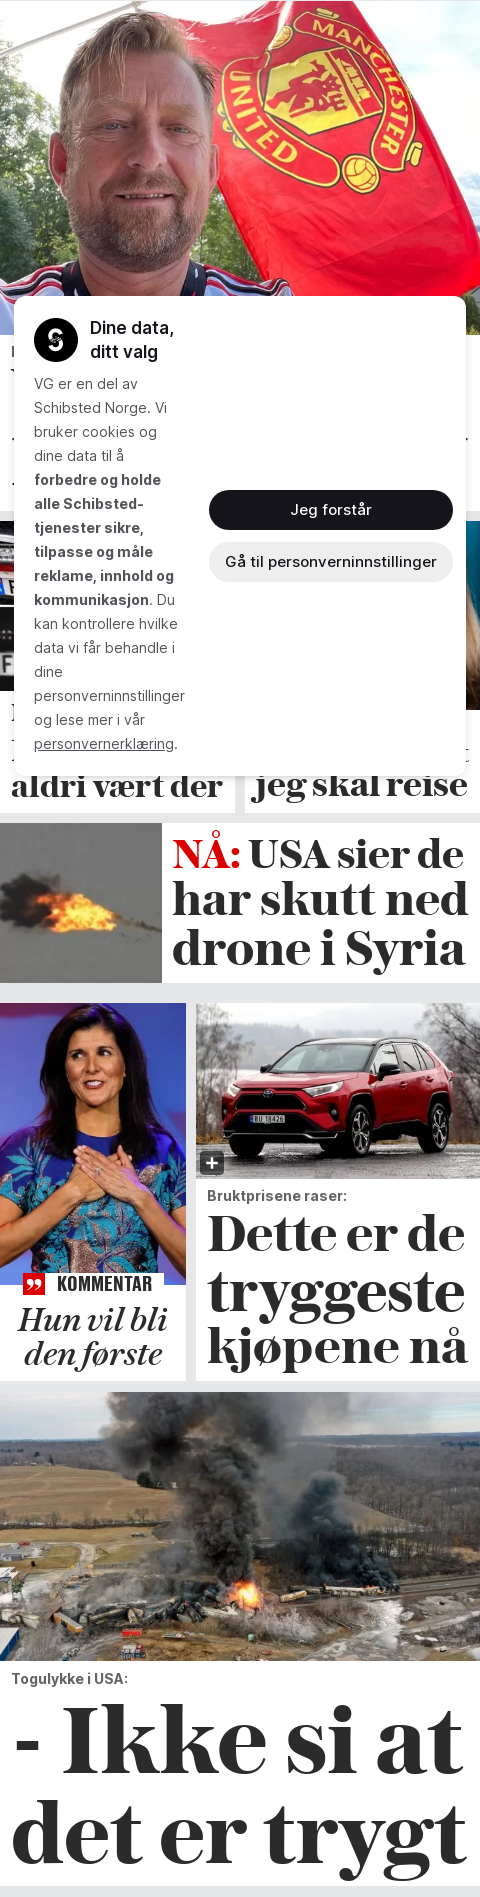 MANCHESTER
UNITED
Dine data,
ditt valg
VG er en del av
Schibsted Norge. Vi
bruker cookies og
dine data til å
forbedre og holde
alle Schibsted-
tjenester sikre,
tilpasse og måle
reklame, innhold og
kommunikasjon. Du
kan kontrollere hvilke
data vi får behandle i
dine
personverninnstillinger
og lese mer i vår
personvernerklæring.
Jeg forstår
Gå til personverninnstillinger
aldri vært der
jeg skal reise
NÅ: USA sier de
har skutt ned
drone i Syria
KOMMENTAR
Hun vil bli
den første
Bruktprisene raser:
Dette er de
tryggeste
kjøpene nå
Togulykke i USA:
- Ikke si at
det er trygt